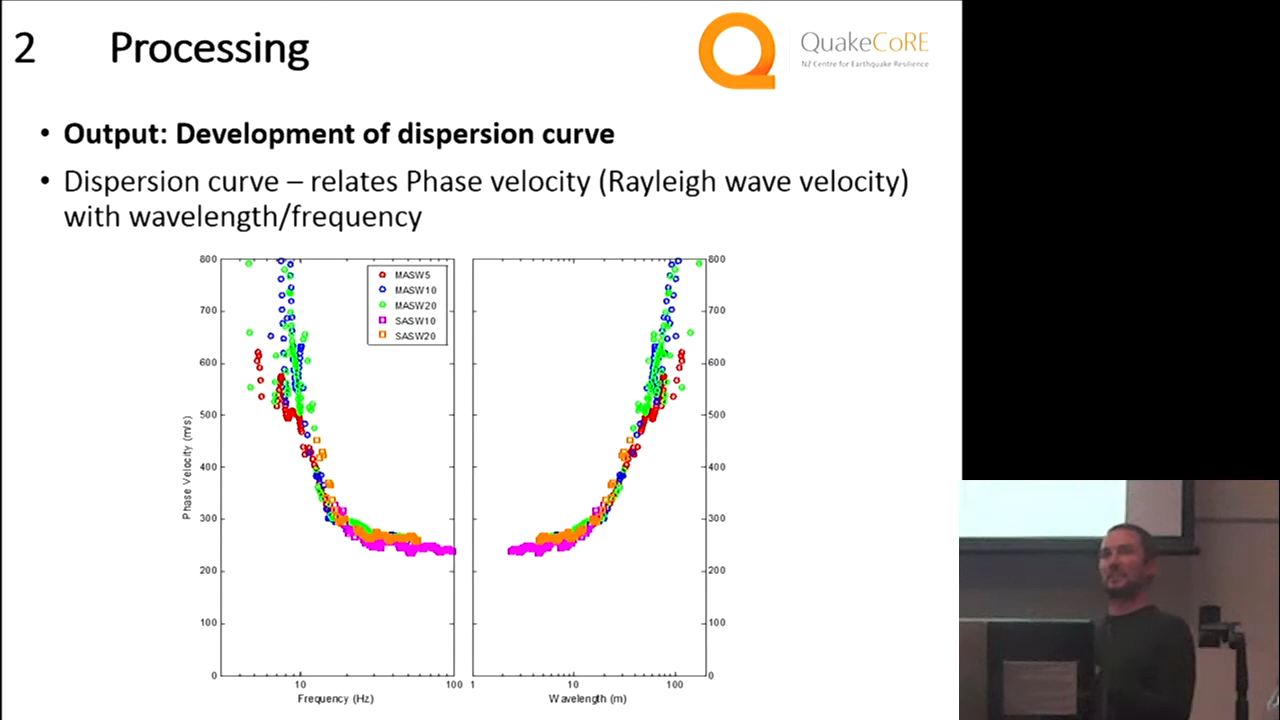 2 Processing
QuakeCoRE
NZ Centre for Earthquake Resilience
• Output: Development of dispersion curve
• Dispersion curve – relates Phase velocity (Rayleigh wave velocity)
with wavelength/frequency
MASW5
MASW10
MASW20
SASW10
SASW20
800
700
600
500
400
300
200
100
0
Phase Velocity (m/s)
10 100
Frequency (Hz)
800
700
600
500
400
300
200
100
0
1 10 100
Wavelength (m)